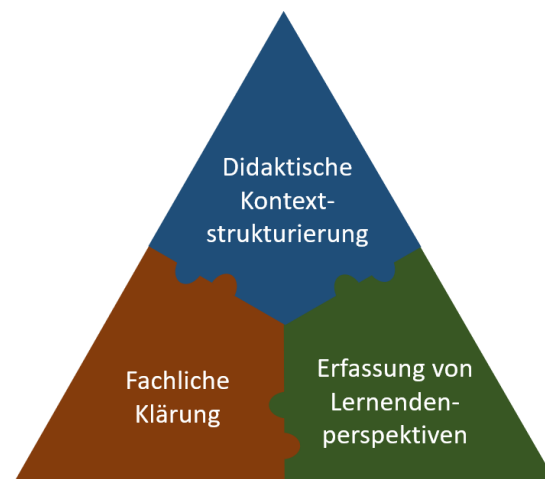 Didaktische
Kontext-
strukturierung
Fachliche
Klärung
Erfassung von
Lernenden-
perspektiven